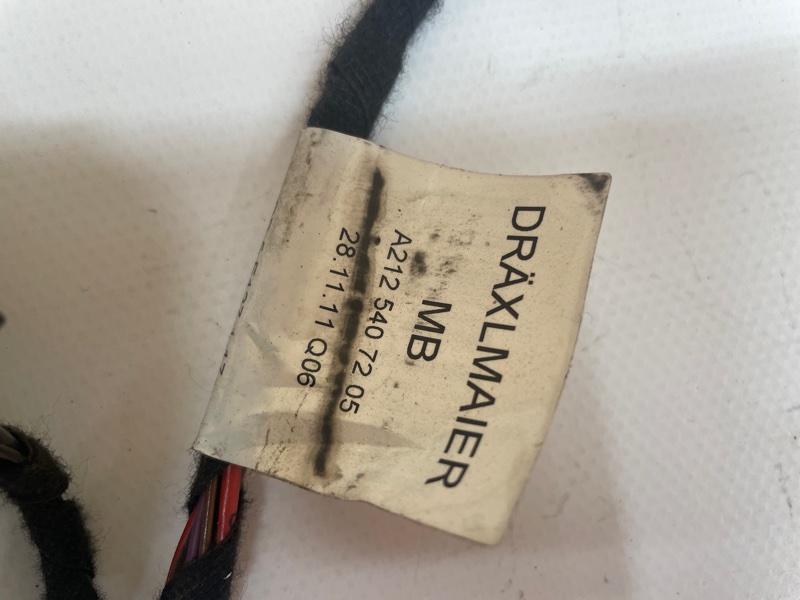 DRÄXLMAIER
MB
A212 540 72 05
28.11.11 Q06